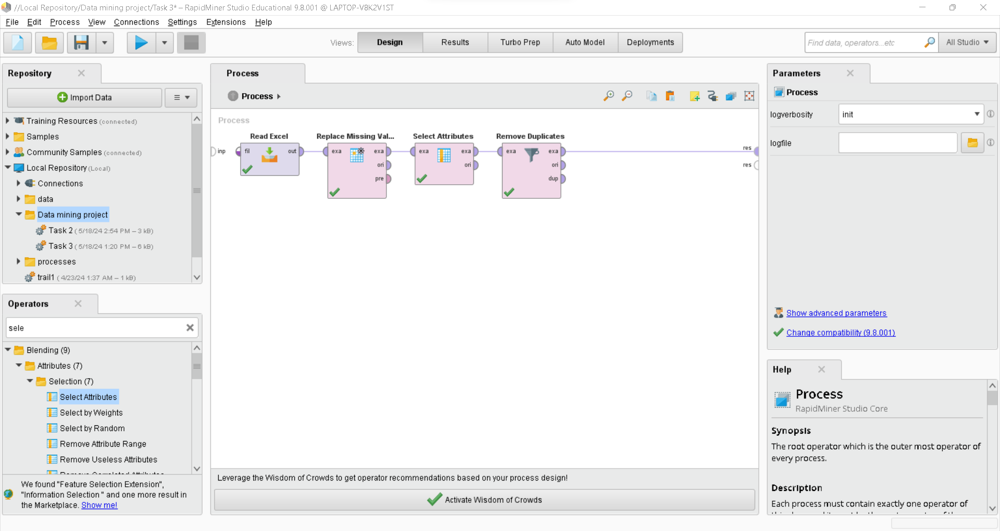 //Local Repository/Data mining project/Task 3* – RapidMiner Studio Educational 9.8.001 @ LAPTOP-V8K2V1ST
File Edit Process View Connections Settings Extensions Help
Views: Design Results Turbo Prep Auto Model Deployments
Find data, operators...etc All Studio
Repository
Import Data
Training Resources (connected)
Samples
Community Samples (connected)
Local Repository (Local)
Connections
data
Data mining project
Task 2 ( 5/18/24 2:54 PM – 3 kB)
Task 3 ( 5/18/24 1:20 PM – 6 kB)
processes
trail1 ( 4/23/24 1:37 AM – 1 kB)
Operators
sele
Blending (9)
Attributes (7)
Selection (7)
Select Attributes
Select by Weights
Select by Random
Remove Attribute Range
Remove Useless Attributes
Remove Correlated Attributes
We found "Feature Selection Extension",
"Information Selection " and one more result in
the Marketplace. Show me!
Process
Process
Process
Read Excel Replace Missing Val... Select Attributes Remove Duplicates
inp fil out exa exa exa exa exa exa res
ori ori ori res
pre dup
Leverage the Wisdom of Crowds to get operator recommendations based on your process design!
Activate Wisdom of Crowds
Parameters
Process
logverbosity init
logfile
Show advanced parameters
Change compatibility (9.8.001)
Help
Process
RapidMiner Studio Core
Synopsis
The root operator which is the outer most operator of
every process.
Description
Each process must contain exactly one operator of